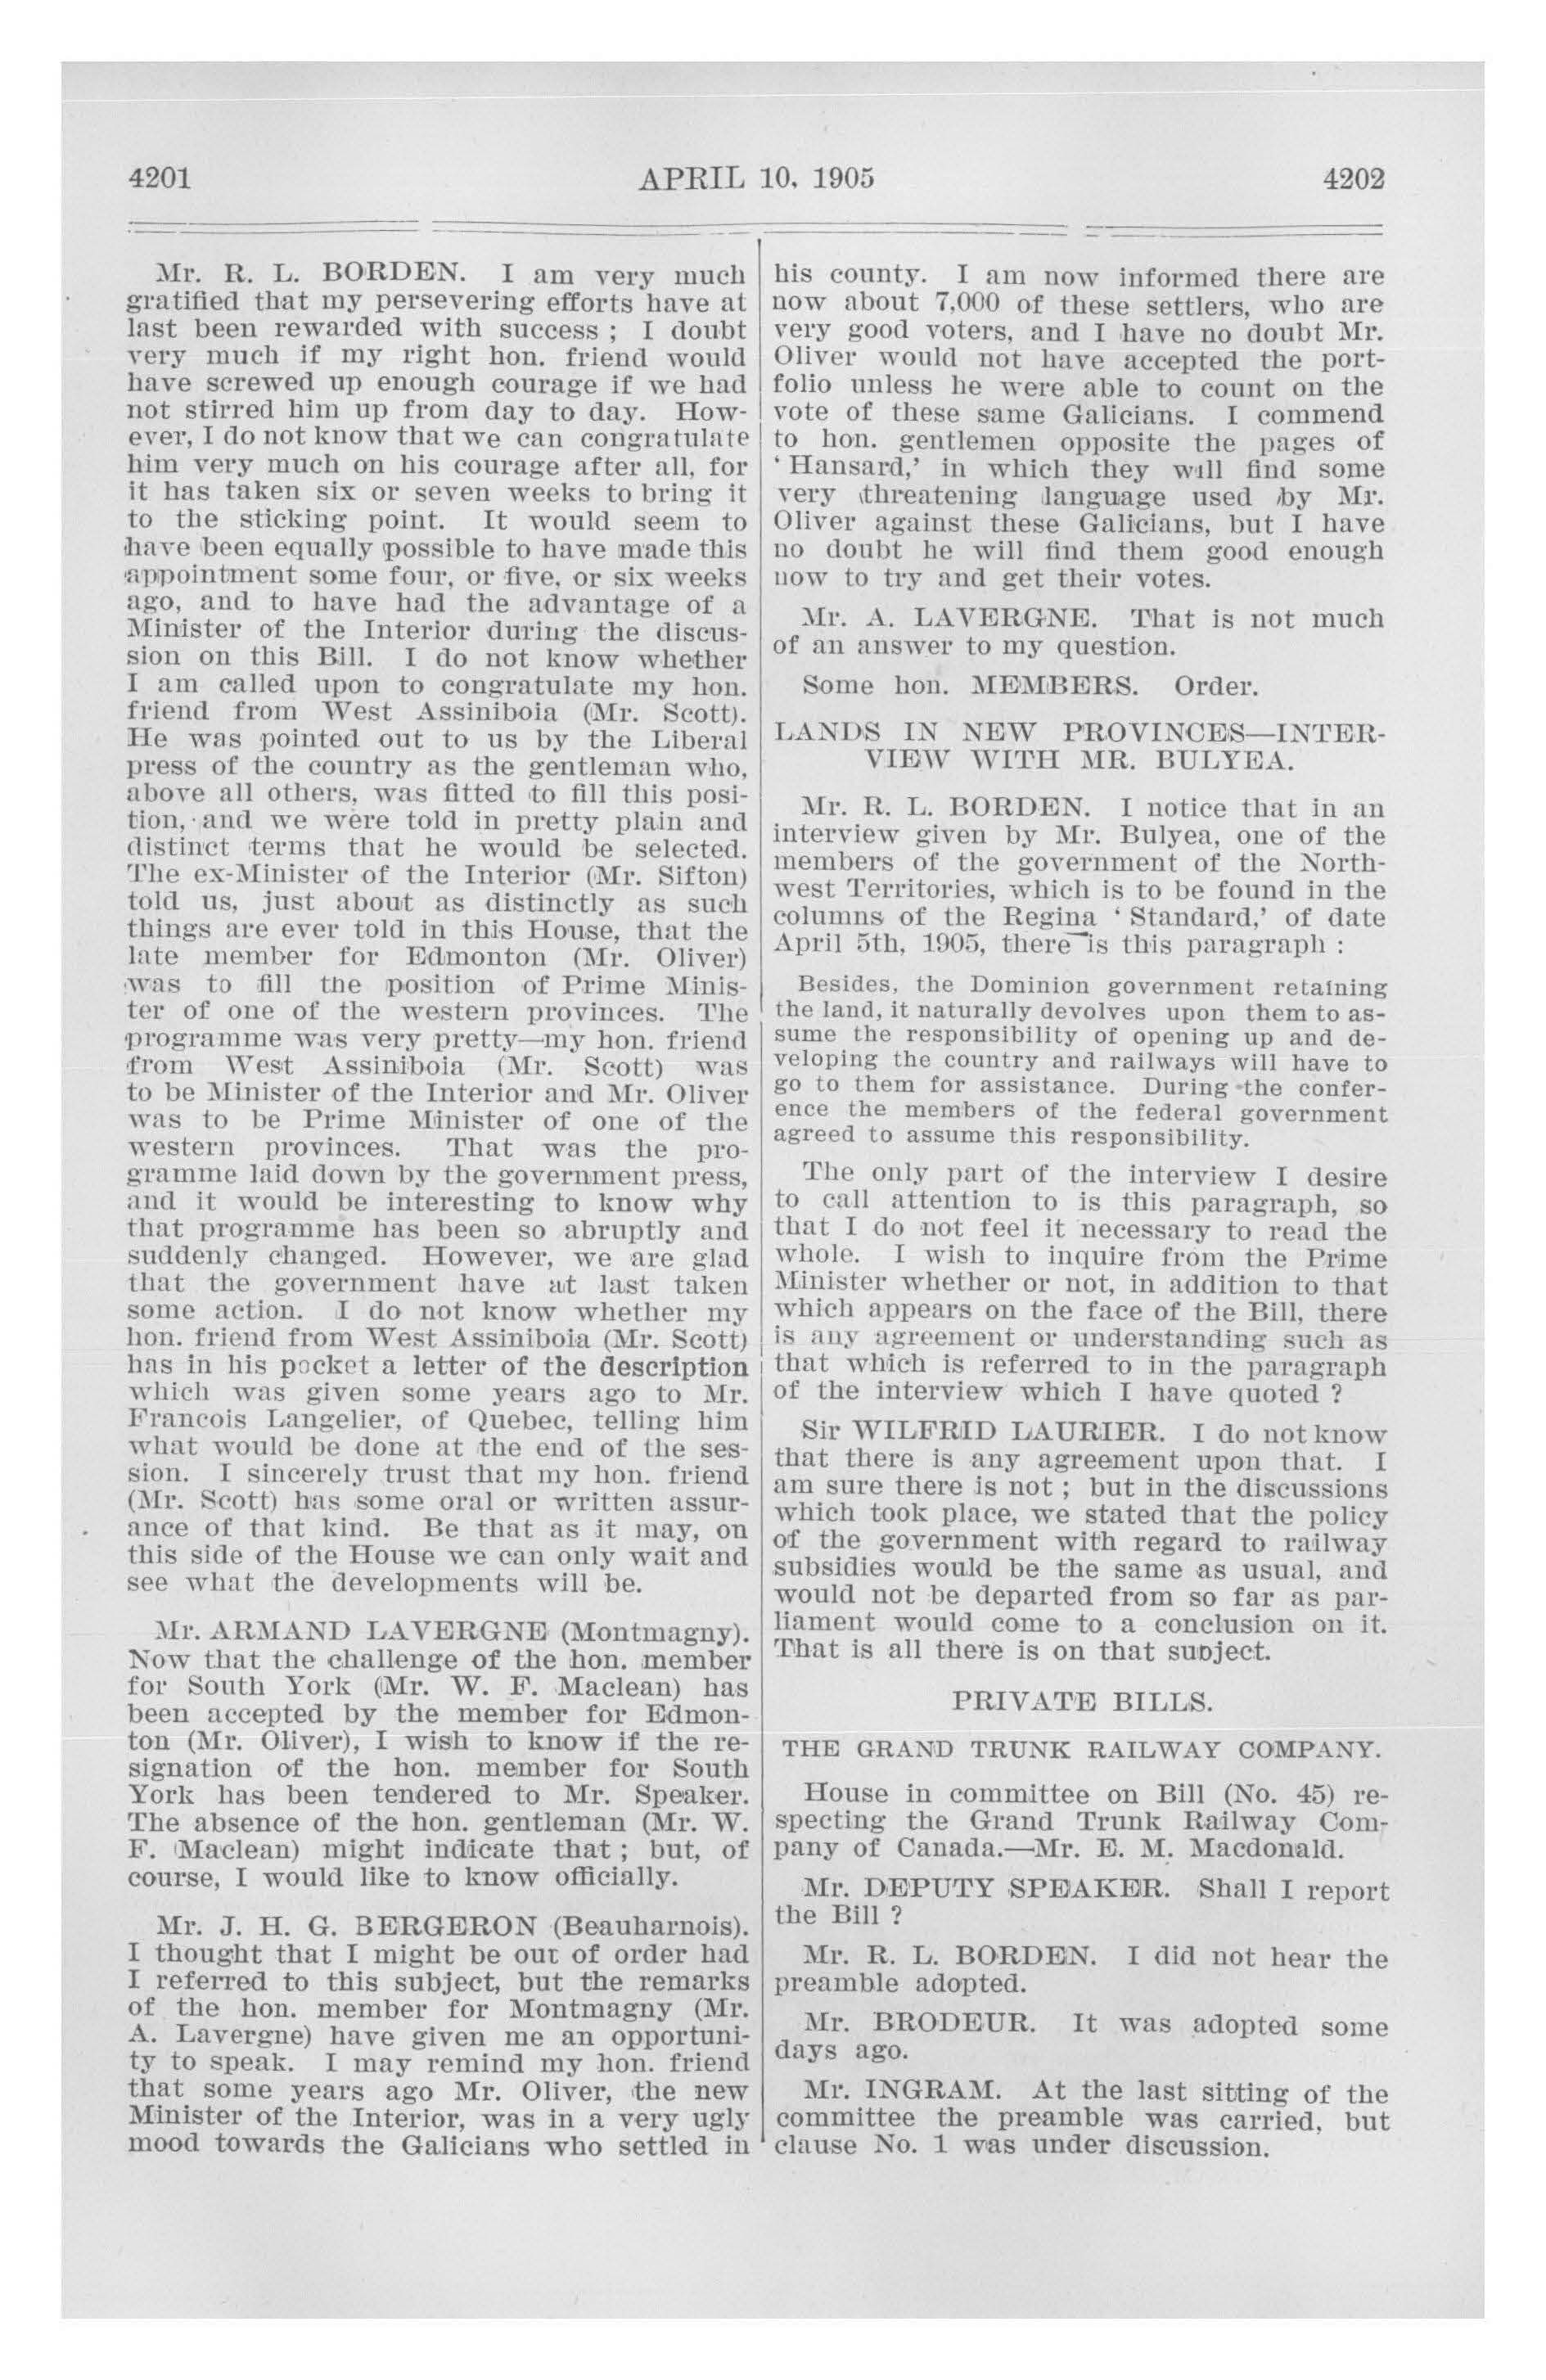 4201 APRIL 10, 1905 4202
Mr. R. L. BORDEN. I am very much
gratified that my persevering efforts have at
last been rewarded with success ; I doubt
very much if my right hon. friend would
have screwed up enough courage if we had
not stirred him up from day to day. How-
ever, I do not know that we can congratulate
him very much on his courage after all, for
it has taken six or seven weeks to bring it
to the sticking point. It would seem to
have been equally possible to have made this
appointment some four, or five, or six weeks
ago, and to have had the advantage of a
Minister of the Interior during the discus-
sion on this Bill. I do not know whether
I am called upon to congratulate my hon.
friend from West Assiniboia (Mr. Scott).
He was pointed out to us by the Liberal
press of the country as the gentleman who,
above all others, was fitted to fill this posi-
tion, and we were told in pretty plain and
distinct terms that he would be selected.
The ex-Minister of the Interior (Mr. Sifton)
told us, just about as distinctly as such
things are ever told in this House, that the
late member for Edmonton (Mr. Oliver)
was to fill the position of Prime Minis-
ter of one of the western provinces. The
programme was very pretty—my hon. friend
from West Assiniboia (Mr. Scott) was
to be Minister of the Interior and Mr. Oliver
was to be Prime Minister of one of the
western provinces. That was the pro-
gramme laid down by the government press,
and it would be interesting to know why
that programme has been so abruptly and
suddenly changed. However, we are glad
that the government have at last taken
some action. I do not know whether my
hon. friend from West Assiniboia (Mr. Scott)
has in his pocket a letter of the description
which was given some years ago to Mr.
Francois Langelier, of Quebec, telling him
what would be done at the end of the ses-
sion. I sincerely trust that my hon. friend
(Mr. Scott) has some oral or written assur-
ance of that kind. Be that as it may, on
this side of the House we can only wait and
see what the developments will be.
Mr. ARMAND LAVERGNE (Montmagny).
Now that the challenge of the hon. member
for South York (Mr. W. F. Maclean) has
been accepted by the member for Edmon-
ton (Mr. Oliver), I wish to know if the re-
signation of the hon. member for South
York has been tendered to Mr. Speaker.
The absence of the hon. gentleman (Mr. W.
F. Maclean) might indicate that ; but, of
course, I would like to know officially.
Mr. J. H. G. BERGERON (Beauharnois).
I thought that I might be out of order had
I referred to this subject, but the remarks
of the hon. member for Montmagny (Mr.
A. Lavergne) have given me an opportuni-
ty to speak. I may remind my hon. friend
that some years ago Mr. Oliver, the new
Minister of the Interior, was in a very ugly
mood towards the Galicians who settled in
his county. I am now informed there are
now about 7,000 of these settlers, who are
very good voters, and I have no doubt Mr.
Oliver would not have accepted the port-
folio unless he were able to count on the
vote of these same Galicians. I commend
to hon. gentlemen opposite the pages of
‘ Hansard,’ in which they will find some
very threatening language used by Mr.
Oliver against these Galicians, but I have
no doubt he will find them good enough
now to try and get their votes.
Mr. A. LAVERGNE. That is not much
of an answer to my question.
Some hon. MEMBERS. Order.
LANDS IN NEW PROVINCES—INTER-
VIEW WITH MR. BULYEA.
Mr. R. L. BORDEN. I notice that in an
interview given by Mr. Bulyea, one of the
members of the government of the North-
west Territories, which is to be found in the
columns of the Regina ‘ Standard,’ of date
April 5th, 1905, there is this paragraph :
Besides, the Dominion government retaining
the land, it naturally devolves upon them to as-
sume the responsibility of opening up and de-
veloping the country and railways will have to
go to them for assistance. During the confer-
ence the members of the federal government
agreed to assume this responsibility.
The only part of the interview I desire
to call attention to is this paragraph, so
that I do not feel it necessary to read the
whole. I wish to inquire from the Prime
Minister whether or not, in addition to that
which appears on the face of the Bill, there
is any agreement or understanding such as
that which is referred to in the paragraph
of the interview which I have quoted ?
Sir WILFRID LAURIER. I do not know
that there is any agreement upon that. I
am sure there is not ; but in the discussions
which took place, we stated that the policy
of the government with regard to railway
subsidies would be the same as usual, and
would not be departed from so far as par-
liament would come to a conclusion on it.
That is all there is on that subject.
PRIVATE BILLS.
THE GRAND TRUNK RAILWAY COMPANY.
House in committee on Bill (No. 45) re-
specting the Grand Trunk Railway Com-
pany of Canada.—Mr. E. M. Macdonald.
Mr. DEPUTY SPEAKER. Shall I report
the Bill ?
Mr. R. L. BORDEN. I did not hear the
preamble adopted.
Mr. BRODEUR. It was adopted some
days ago.
Mr. INGRAM. At the last sitting of the
committee the preamble was carried, but
clause No. 1 was under discussion.